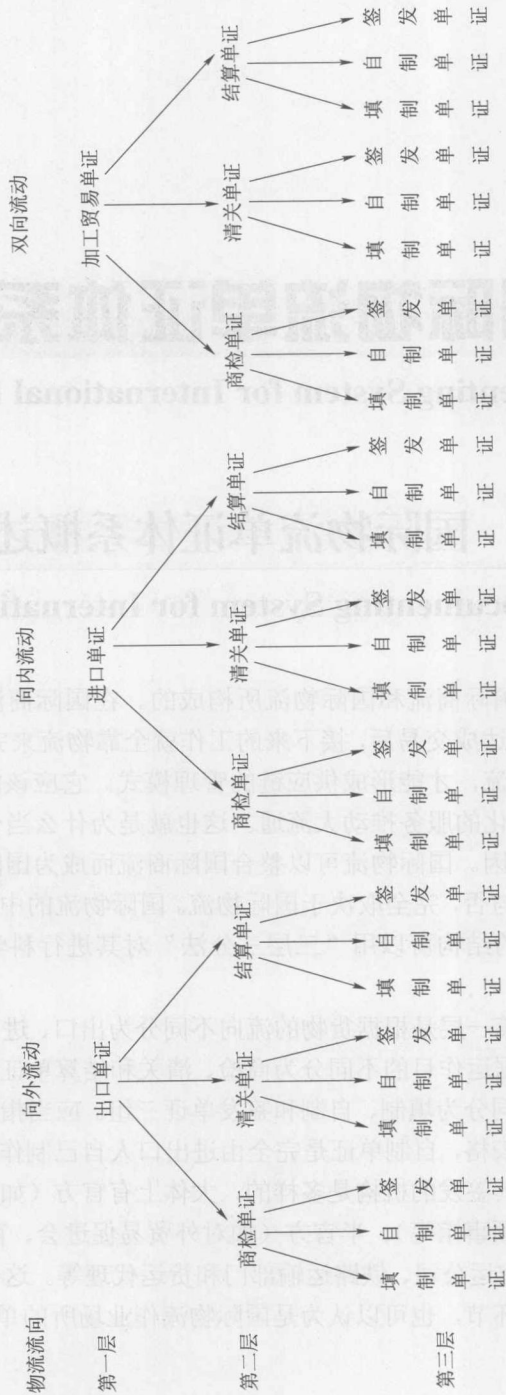 物流流向 向外流动 向内流动 双向流动
第一层 出口单证 进口单证 加工贸易单证
第二层 商检单证 清关单证 结算单证 商检单证 清关单证 结算单证 商检单证 清关单证 结算单证
第三层
填制单证
自制单证
签发单证
填制单证
自制单证
签发单证
填制单证
自制单证
签发单证
填制单证
自制单证
签发单证
填制单证
自制单证
签发单证
填制单证
自制单证
签发单证
填制单证
自制单证
签发单证
填制单证
自制单证
签发单证
填制单证
自制单证
签发单证